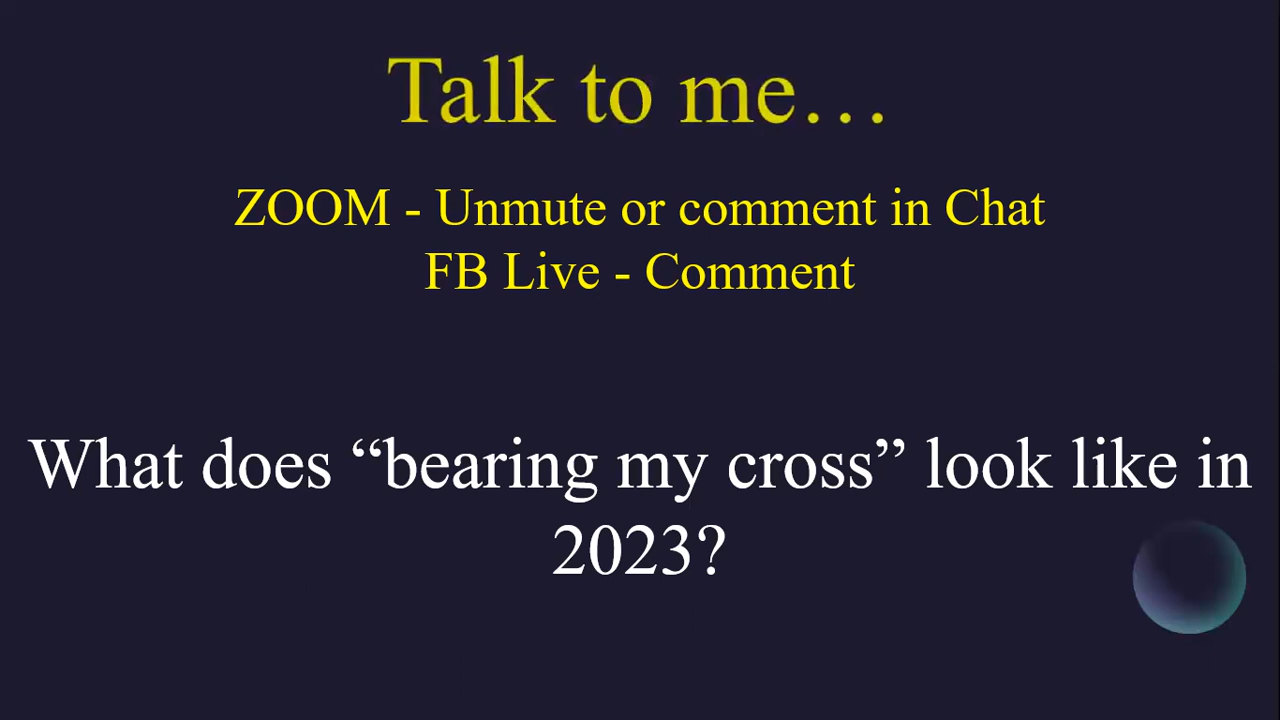 Talk to me…
ZOOM - Unmute or comment in Chat
FB Live - Comment
What does “bearing my cross” look like in
2023?